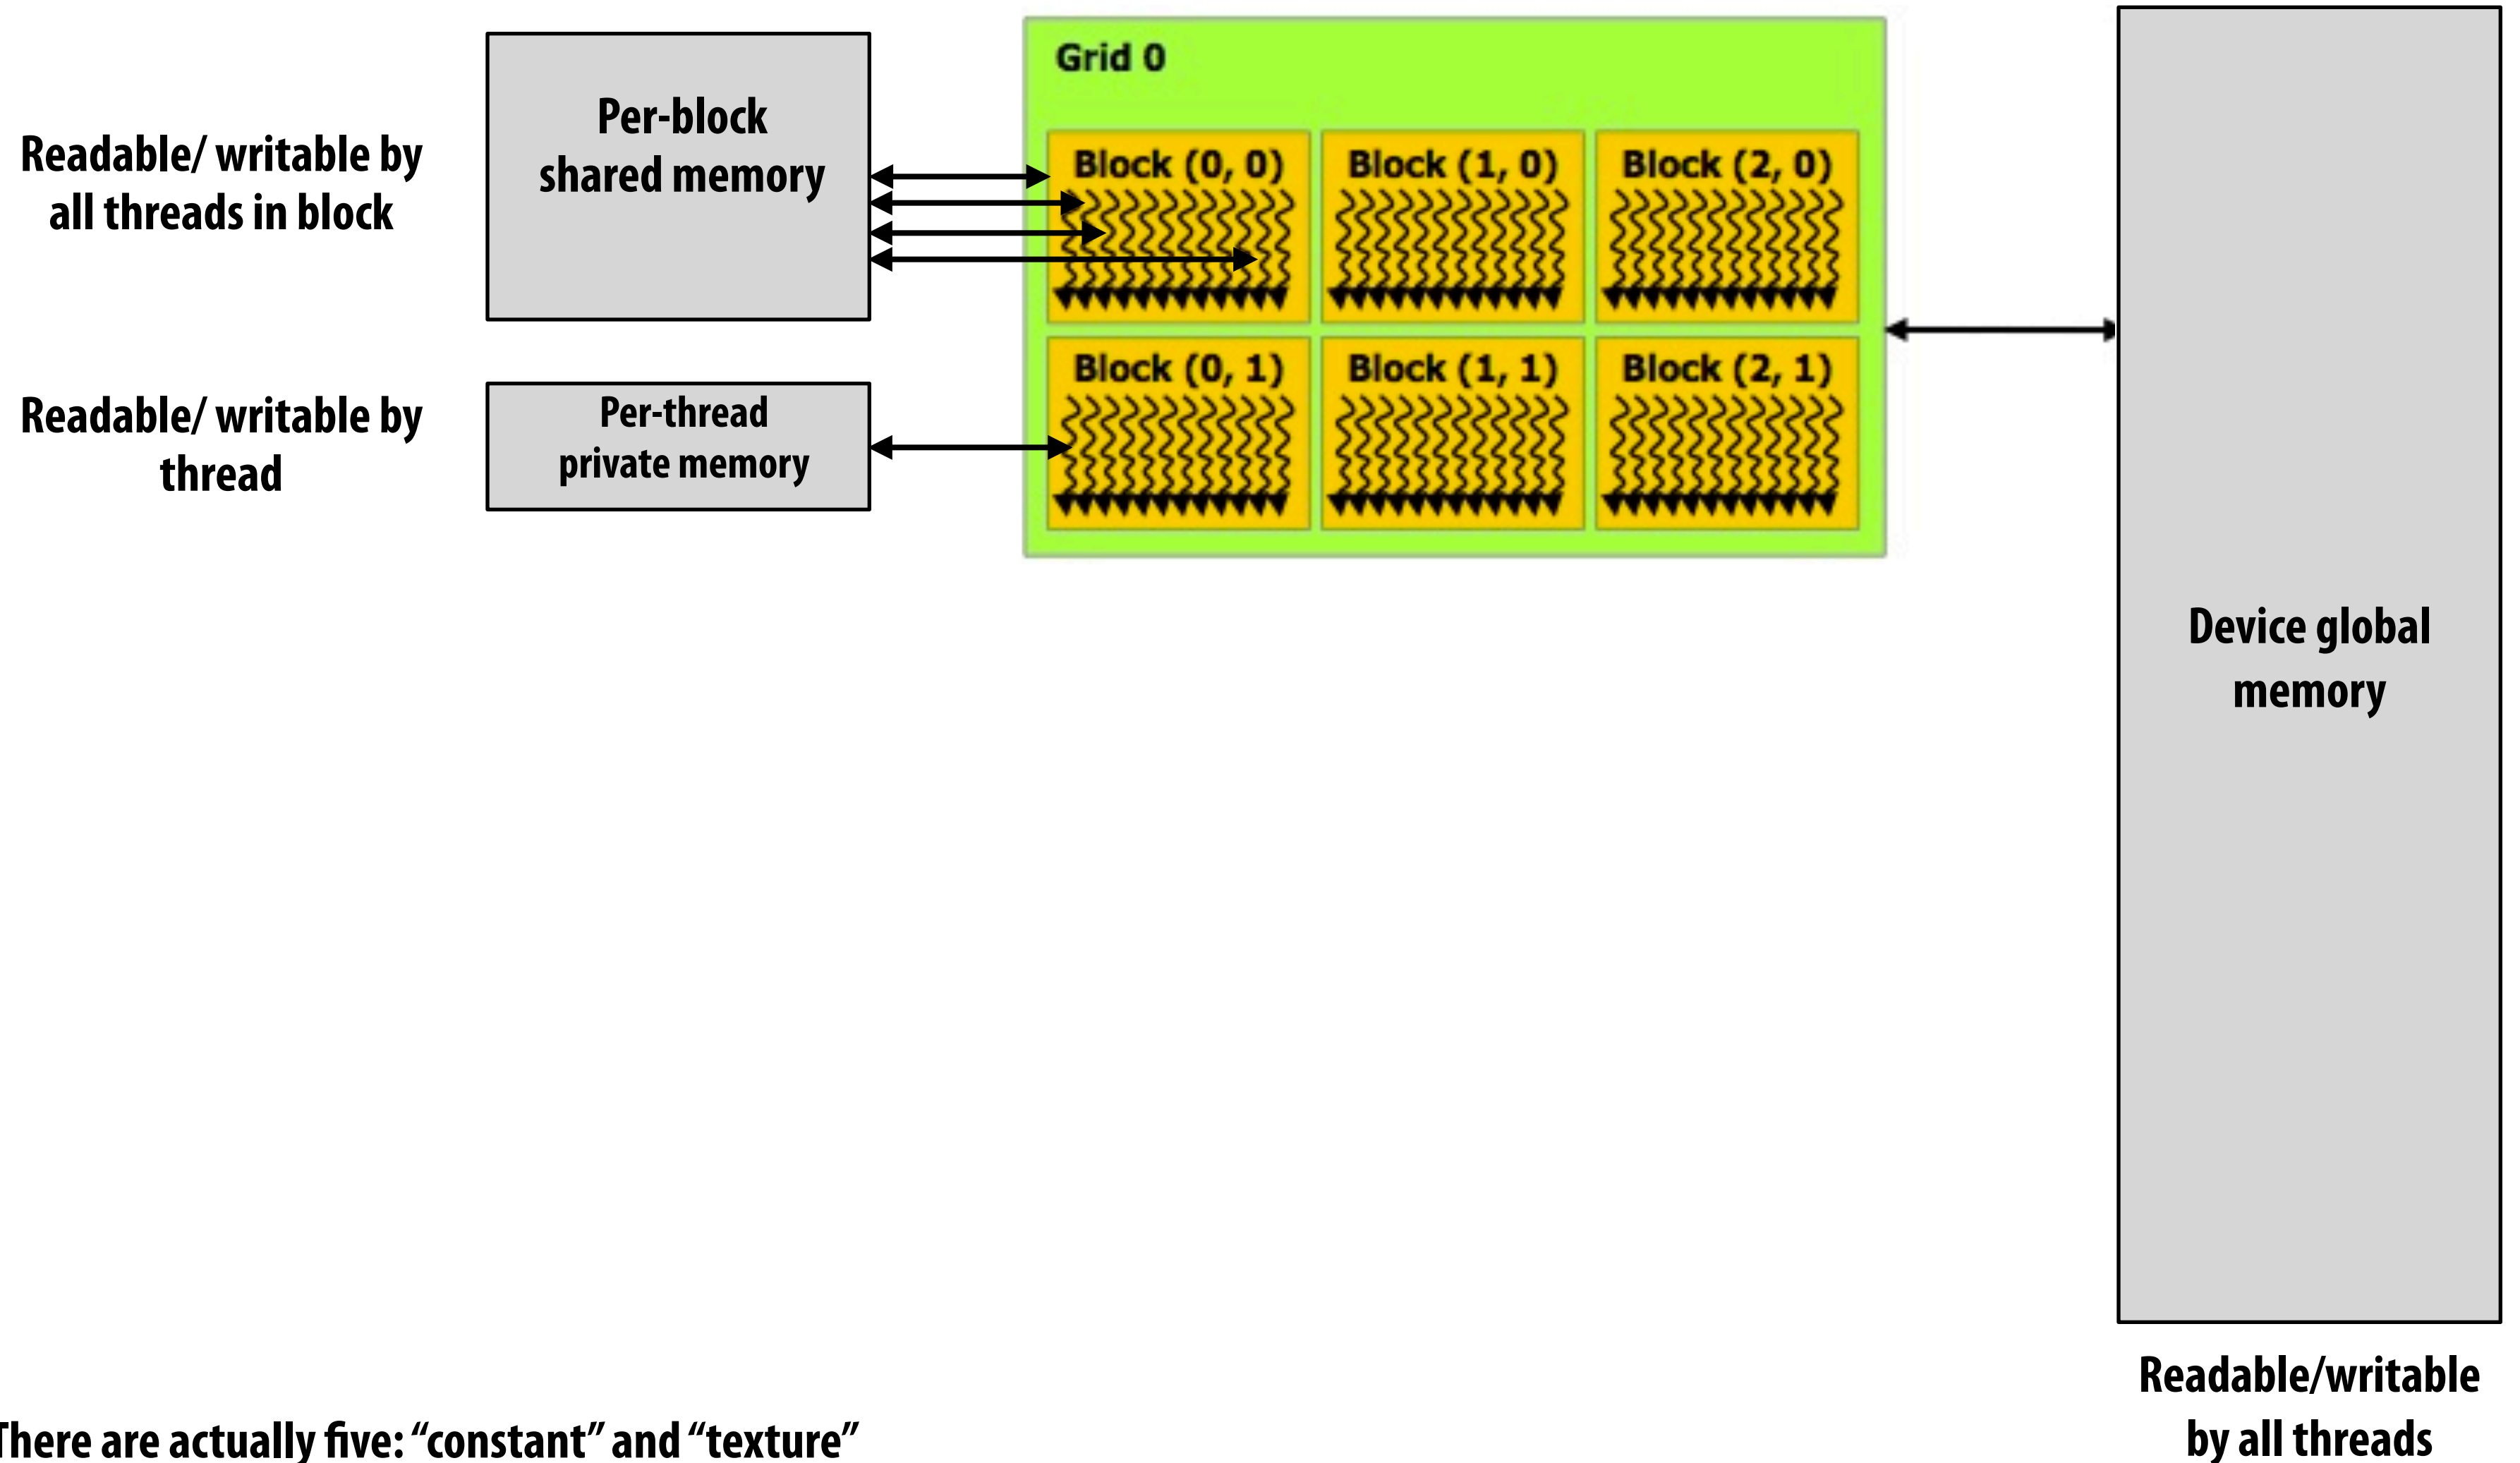 Grid 0
Per-block
shared memory
Readable/ writable by
all threads in block
Block (0, 0)
Block (1, 0)
Block (2, 0)
Block (0, 1)
Block (1, 1)
Block (2, 1)
Readable/ writable by
thread
Per-thread
private memory
Device global
memory
Readable/writable
by all threads
There are actually five: “constant” and “texture”